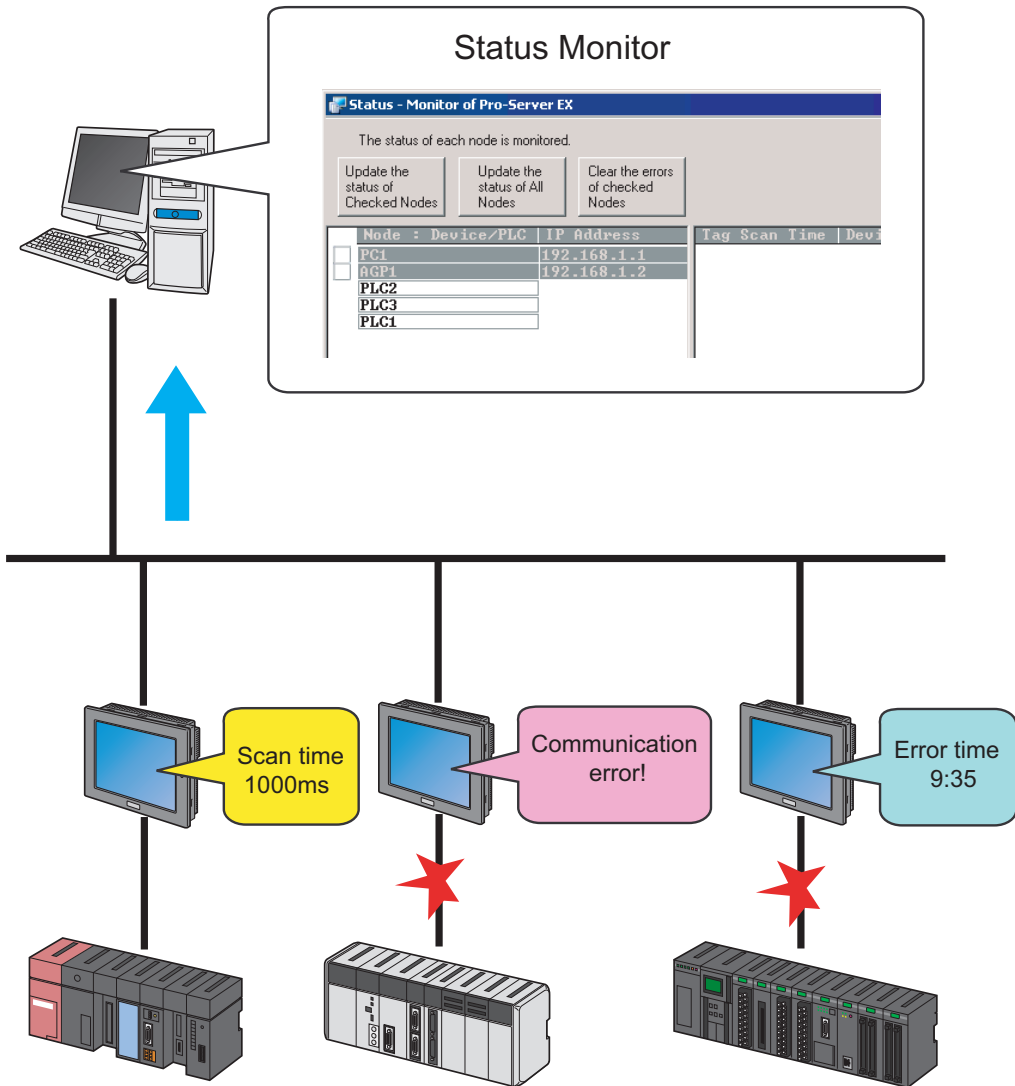 Status Monitor
Status - Monitor of Pro-Server EX
The status of each node is monitored.
Update the
status of
Checked Nodes
Update the
status of All
Nodes
Clear the errors
of checked
Nodes
Node : Device/PLC IP Address Tag Scan Time Devi
PC1 192.168.1.1
AGP1 192.168.1.2
PLC2
PLC3
PLC1
Scan time
1000ms
Communication
error!
Error time
9:35